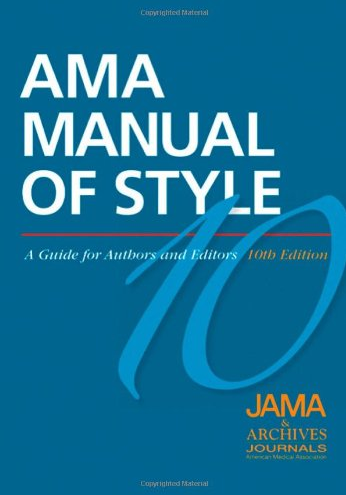 Copyrighted Material
AMA
MANUAL
OF STYLE
10
A Guide for Authors and Editors 10th Edition
JAMA
&
ARCHIVES
JOURNALS
American Medical Association
Copyrighted Material